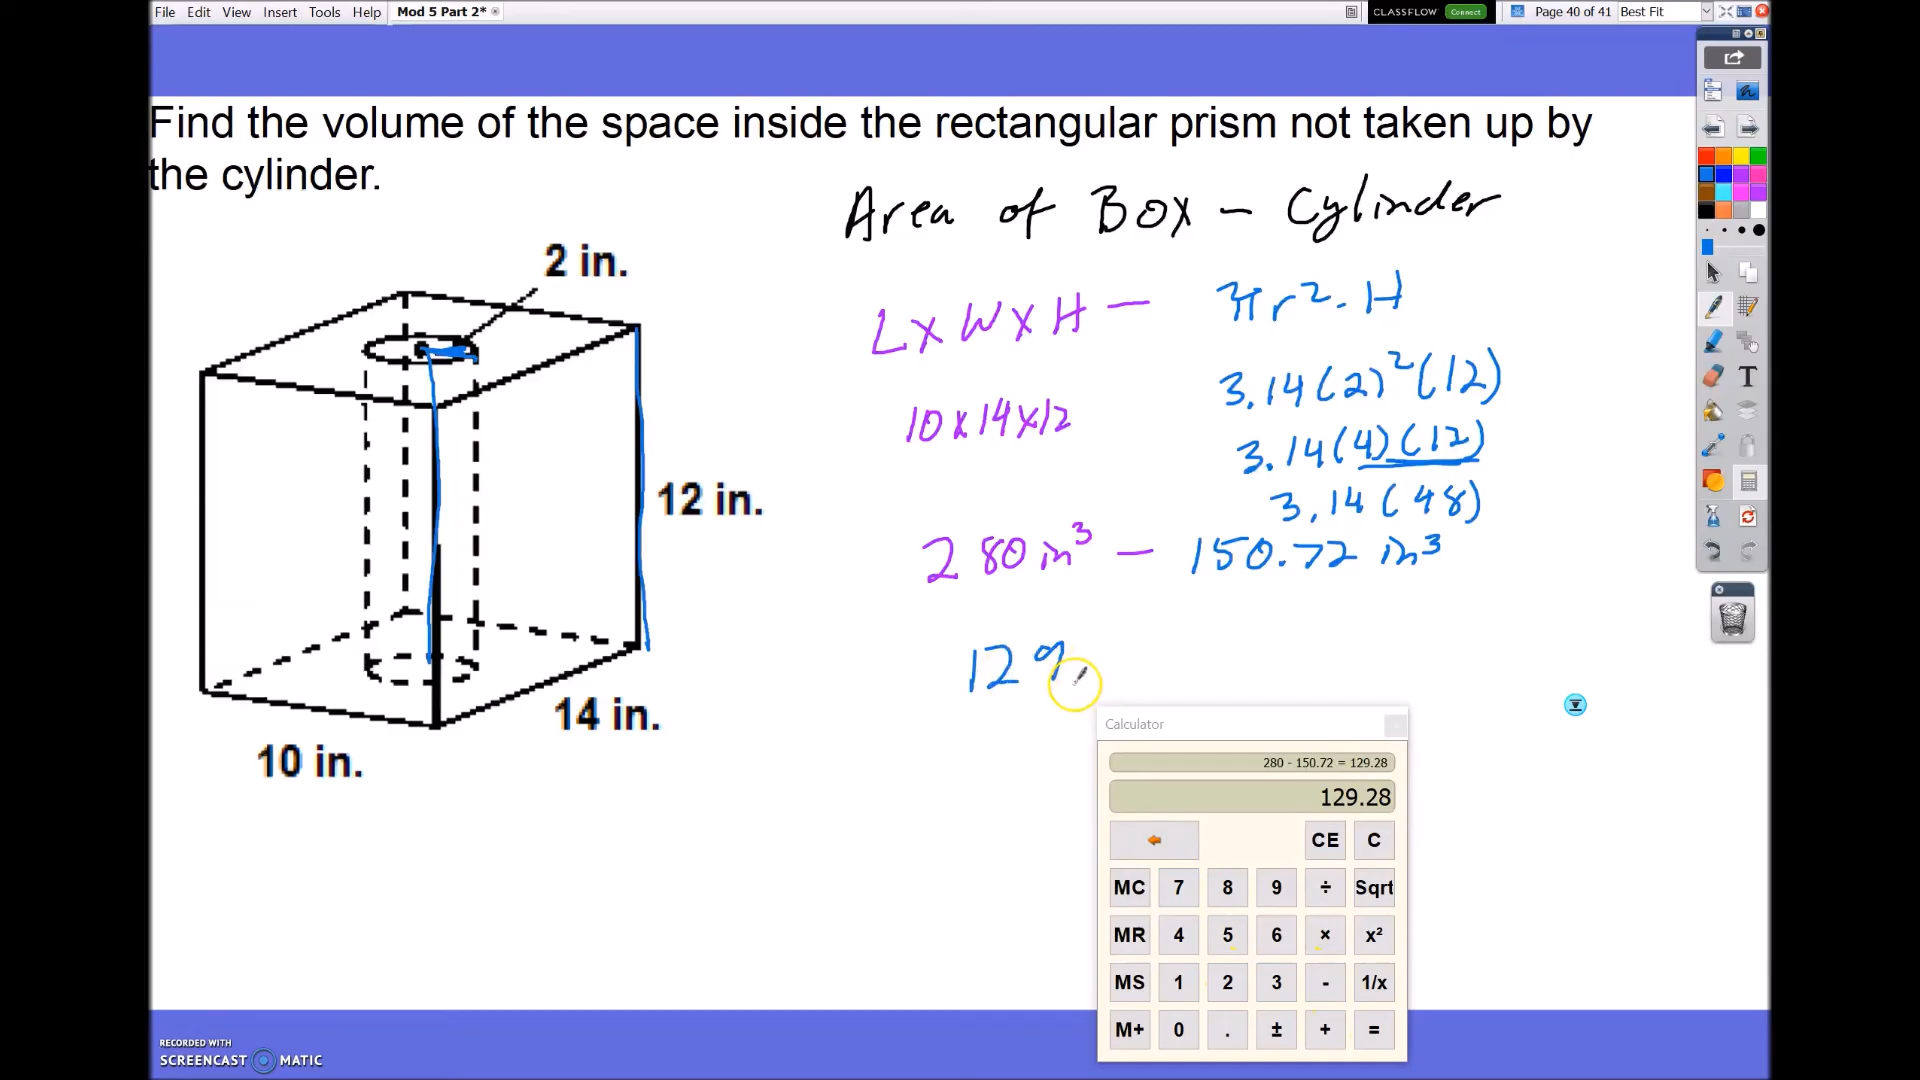 File Edit View Insert Tools Help Mod 5 Part 2* CLASSFLOW Connect Page 40 of 41 Best Fit
Find the volume of the space inside the rectangular prism not taken up by
the cylinder.
Area of Box - Cylinder
2 in.
L x W x H - πr². H
3.14(2)²(12)
10x14x12
3.14(4)(12)
12 in.
3.14(48)
280 in³ - 150.72 in³
129
14 in.
10 in.
Calculator
280 - 150.72 = 129.28
129.28
CE C
MC 7 8 9 ÷ Sqrt
MR 4 5 6 × x²
MS 1 2 3 - 1/x
M+ 0 . ± + =
T
RECORDED WITH
SCREENCAST MATIC